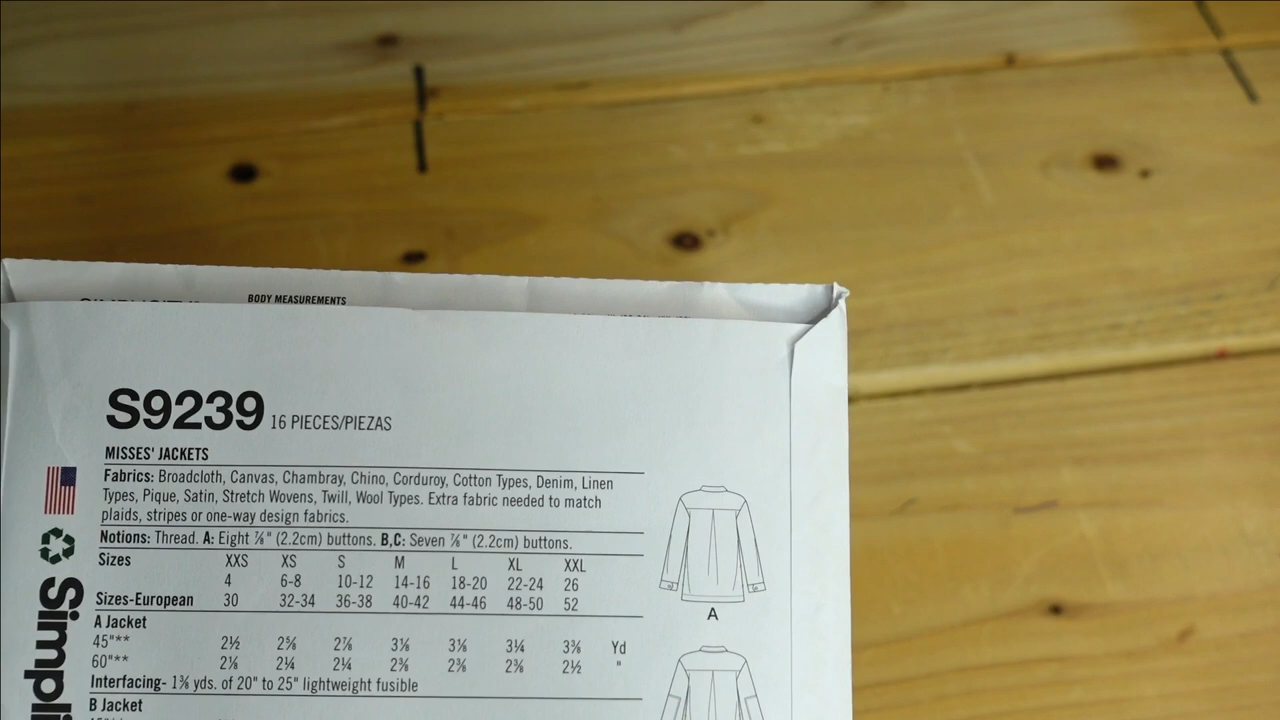 BODY MEASUREMENTS
S9239 16 PIECES/PIEZAS
MISSES' JACKETS
Fabrics: Broadcloth, Canvas, Chambray, Chino, Corduroy, Cotton Types, Denim, Linen
Types, Pique, Satin, Stretch Wovens, Twill, Wool Types. Extra fabric needed to match
plaids, stripes or one-way design fabrics.
Notions: Thread. A: Eight ⅞" (2.2cm) buttons. B,C: Seven ⅞" (2.2cm) buttons.
Sizes XXS XS S M L XL XXL
4 6-8 10-12 14-16 18-20 22-24 26
Sizes-European 30 32-34 36-38 40-42 44-46 48-50 52
A Jacket
45"** 2½ 2⅝ 2⅞ 3⅛ 3⅛ 3¼ 3⅜ Yd
60"** 2⅛ 2¼ 2¼ 2⅜ 2⅜ 2⅜ 2½ "
Interfacing- 1⅜ yds. of 20" to 25" lightweight fusible
B Jacket
A
Simpli